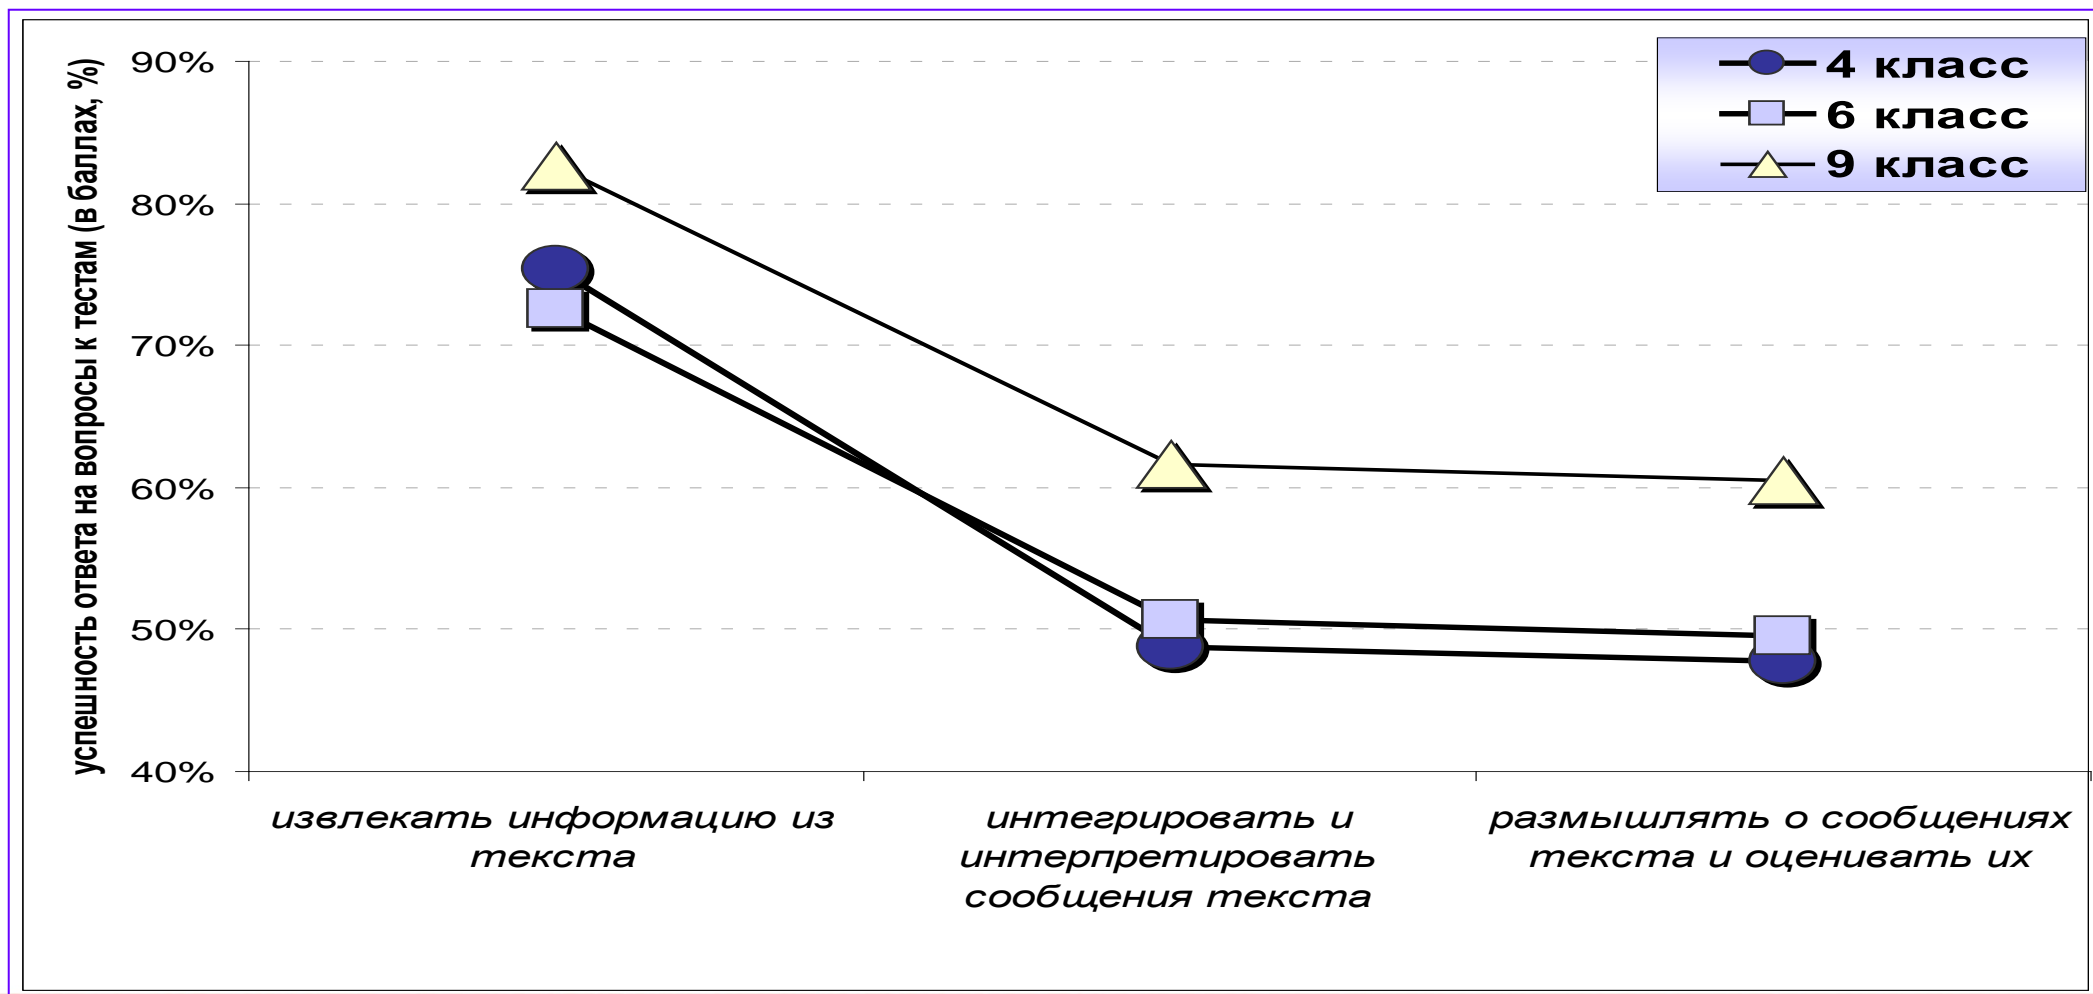 успешность ответа на вопросы к тестам (в баллах, %)
90%
80%
70%
60%
50%
40%
4 класс
6 класс
9 класс
извлекать информацию из
текста
интегрировать и
интерпретировать
сообщения текста
размышлять о сообщениях
текста и оценивать их